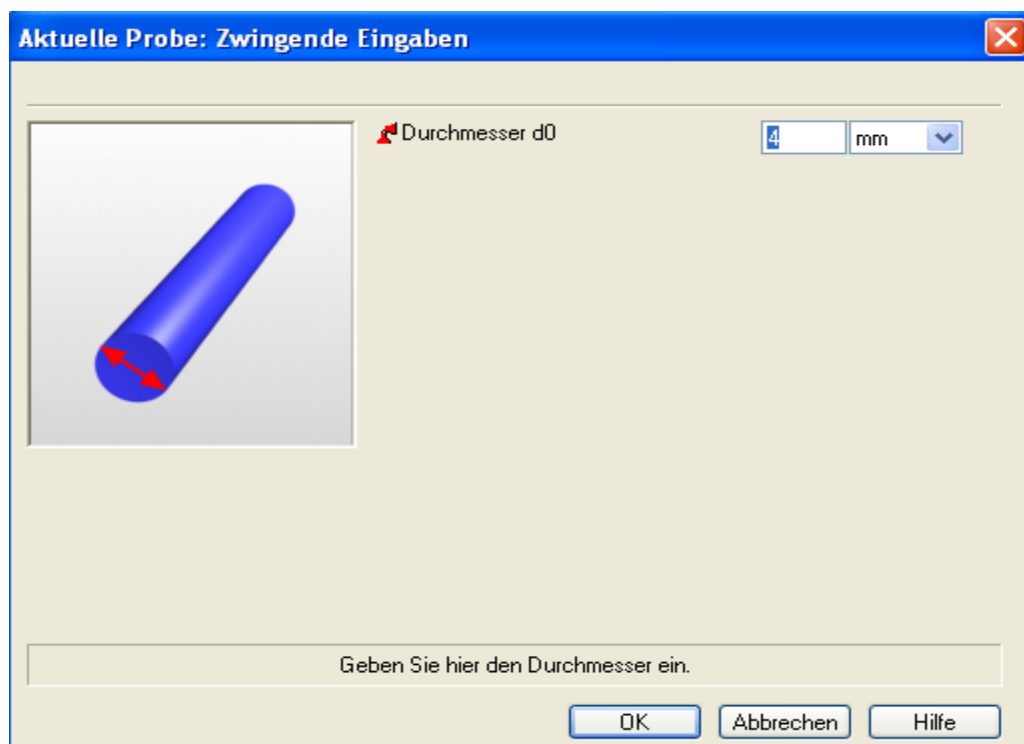 Aktuelle Probe: Zwingende Eingaben
Durchmesser d0
4
mm
Geben Sie hier den Durchmesser ein.
OK
Abbrechen
Hilfe